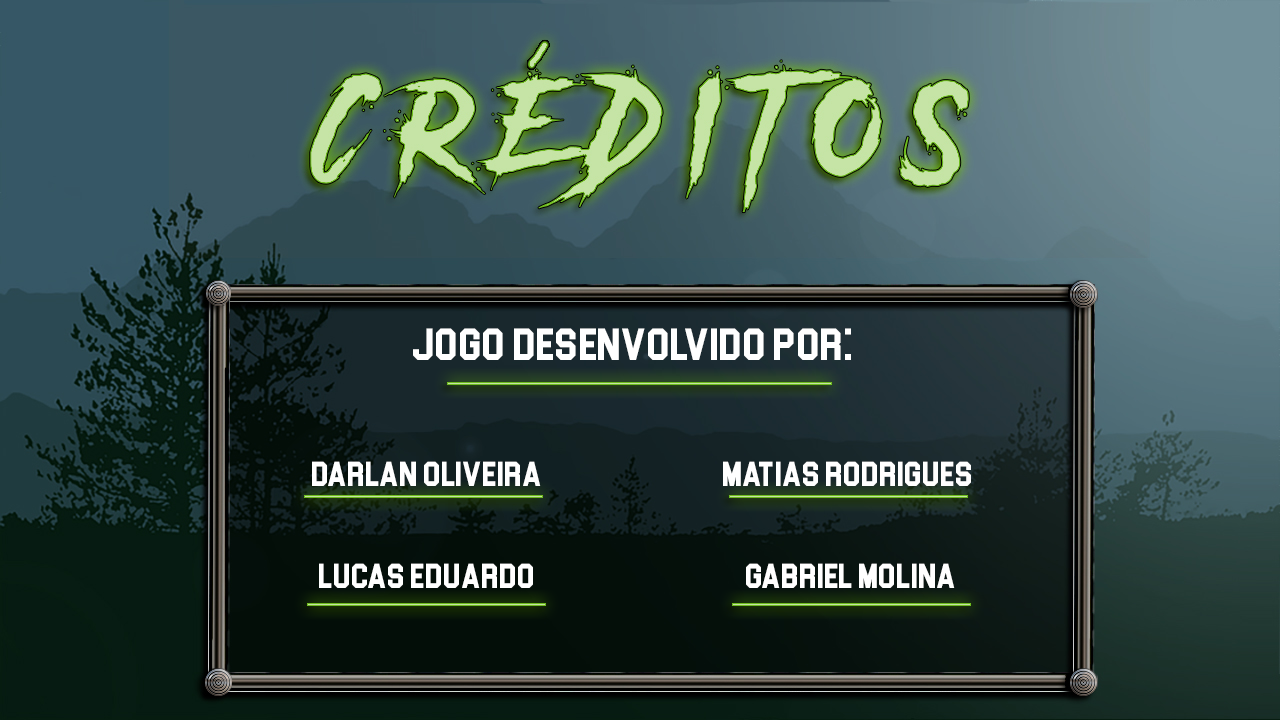 CRÉDITOS
JOGO DESENVOLVIDO POR:
DARLAN OLIVEIRA
MATIAS RODRIGUES
LUCAS EDUARDO
GABRIEL MOLINA